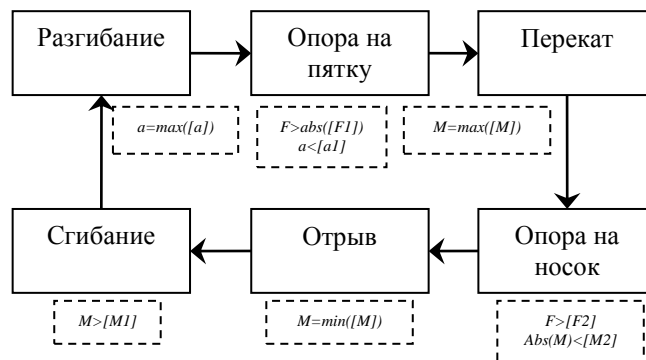 Разгибание
Опора на
пятку
Перекат
a=max([a])
F>abs([F1])
a<[a1]
M=max([M])
Сгибание
Отрыв
Опора на
носок
M>[M1]
M=min([M])
F>[F2]
Abs(M)<[M2]